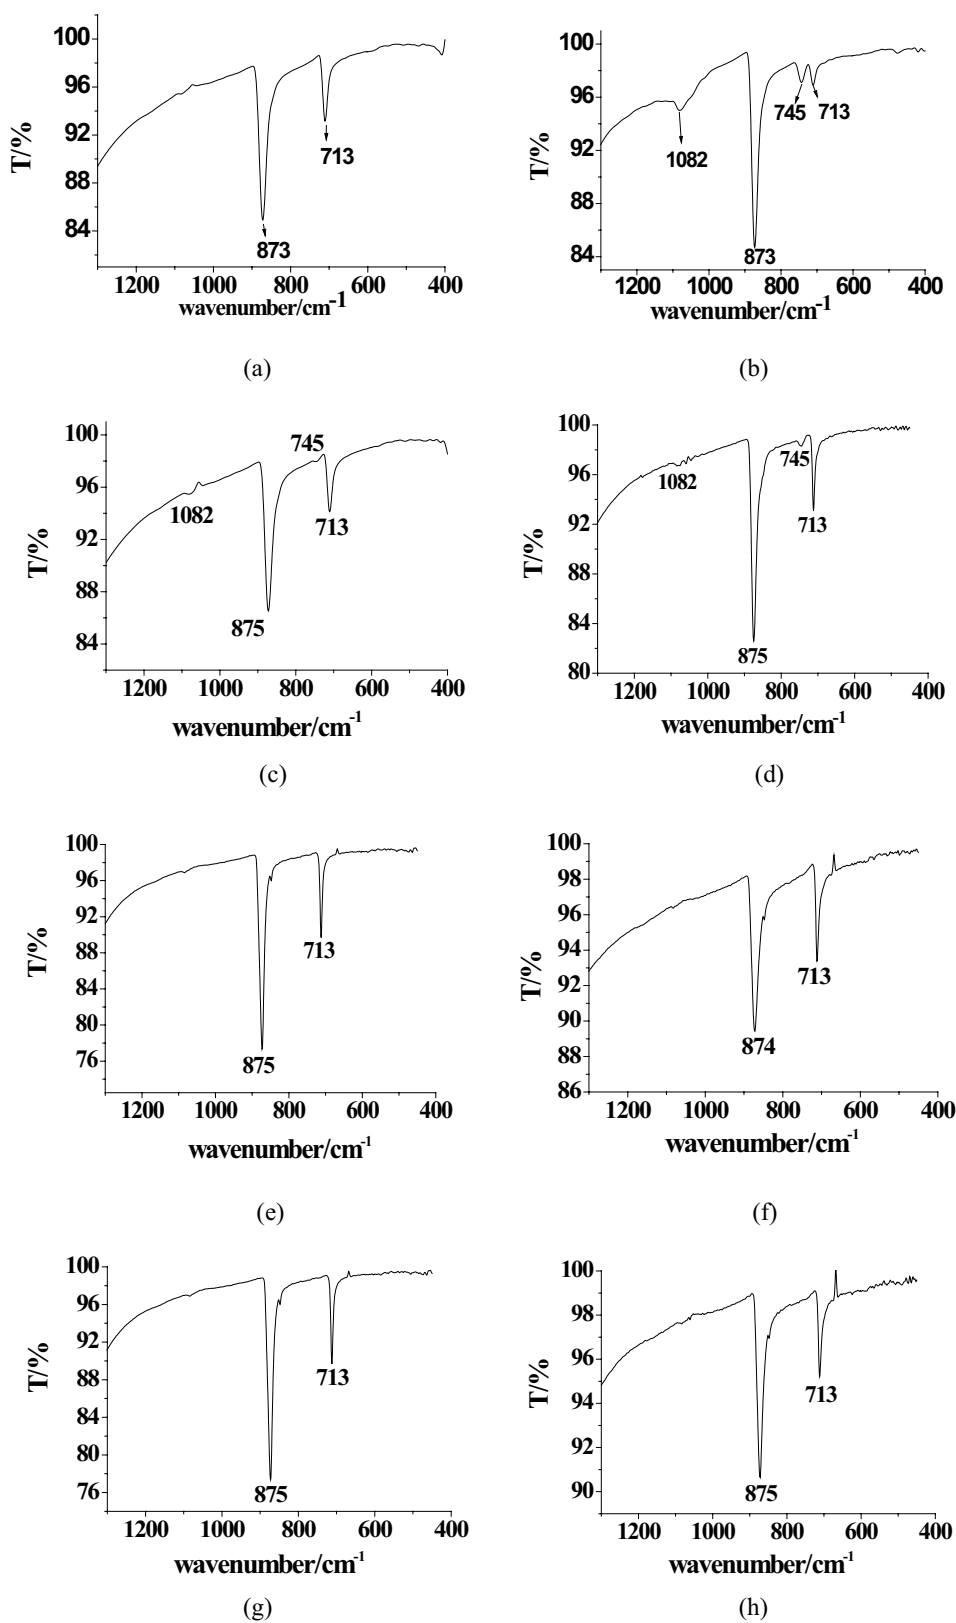 100
96
92
88
84
T/%
713
873
1200 1000 800 600 400
wavenumber/cm-1
(a)
100
96
92
88
84
T/%
1082
745
713
873
1200 1000 800 600 400
wavenumber/cm-1
(b)
100
96
92
88
84
T/%
1082
745
713
875
1200 1000 800 600 400
wavenumber/cm-1
(c)
100
96
92
88
84
80
T/%
1082
745
713
875
1200 1000 800 600 400
wavenumber/cm-1
(d)
100
96
92
88
84
80
76
T/%
713
875
1200 1000 800 600 400
wavenumber/cm-1
(e)
100
98
96
94
92
90
88
86
T/%
713
874
1200 1000 800 600 400
wavenumber/cm-1
(f)
100
96
92
88
84
80
76
T/%
713
875
1200 1000 800 600 400
wavenumber/cm-1
(g)
100
98
96
94
92
90
T/%
713
875
1200 1000 800 600 400
wavenumber/cm-1
(h)